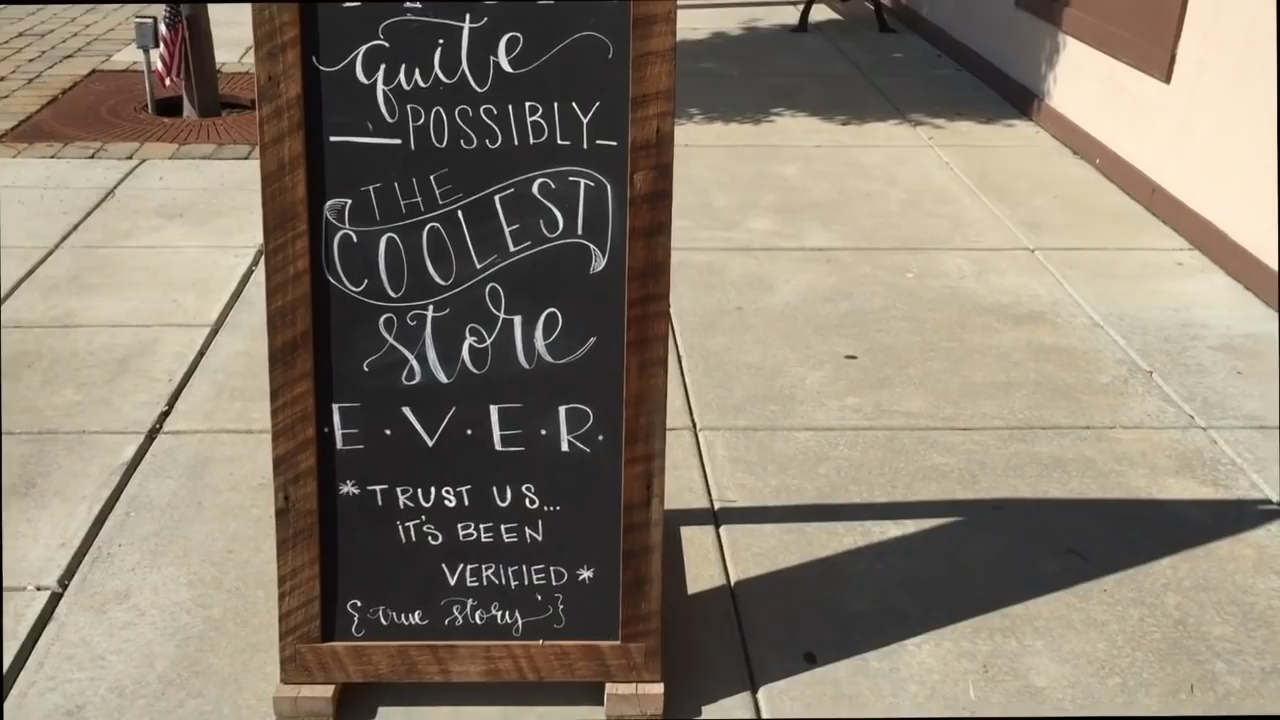 quite
POSSIBLY
THE
COOLEST
store
E·V·E·R
*TRUST US...
IT'S BEEN
VERIFIED*
{true story}